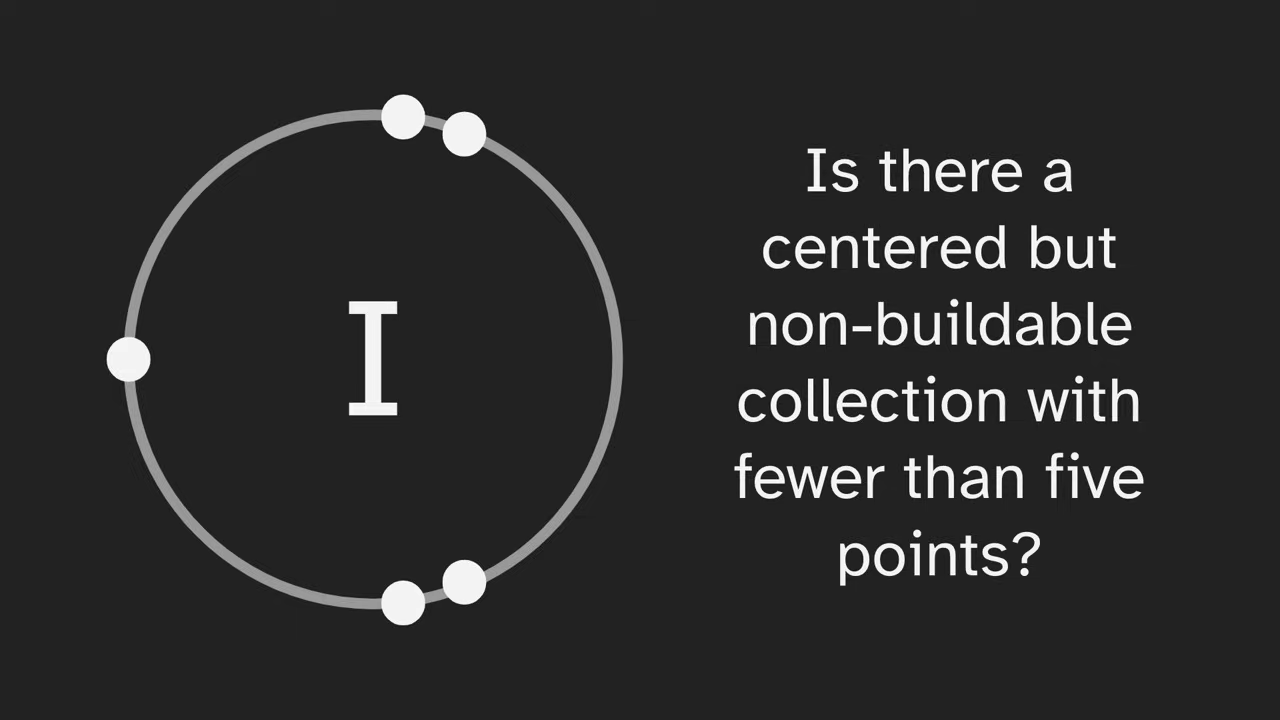 I
Is there a
centered but
non-buildable
collection with
fewer than five
points?